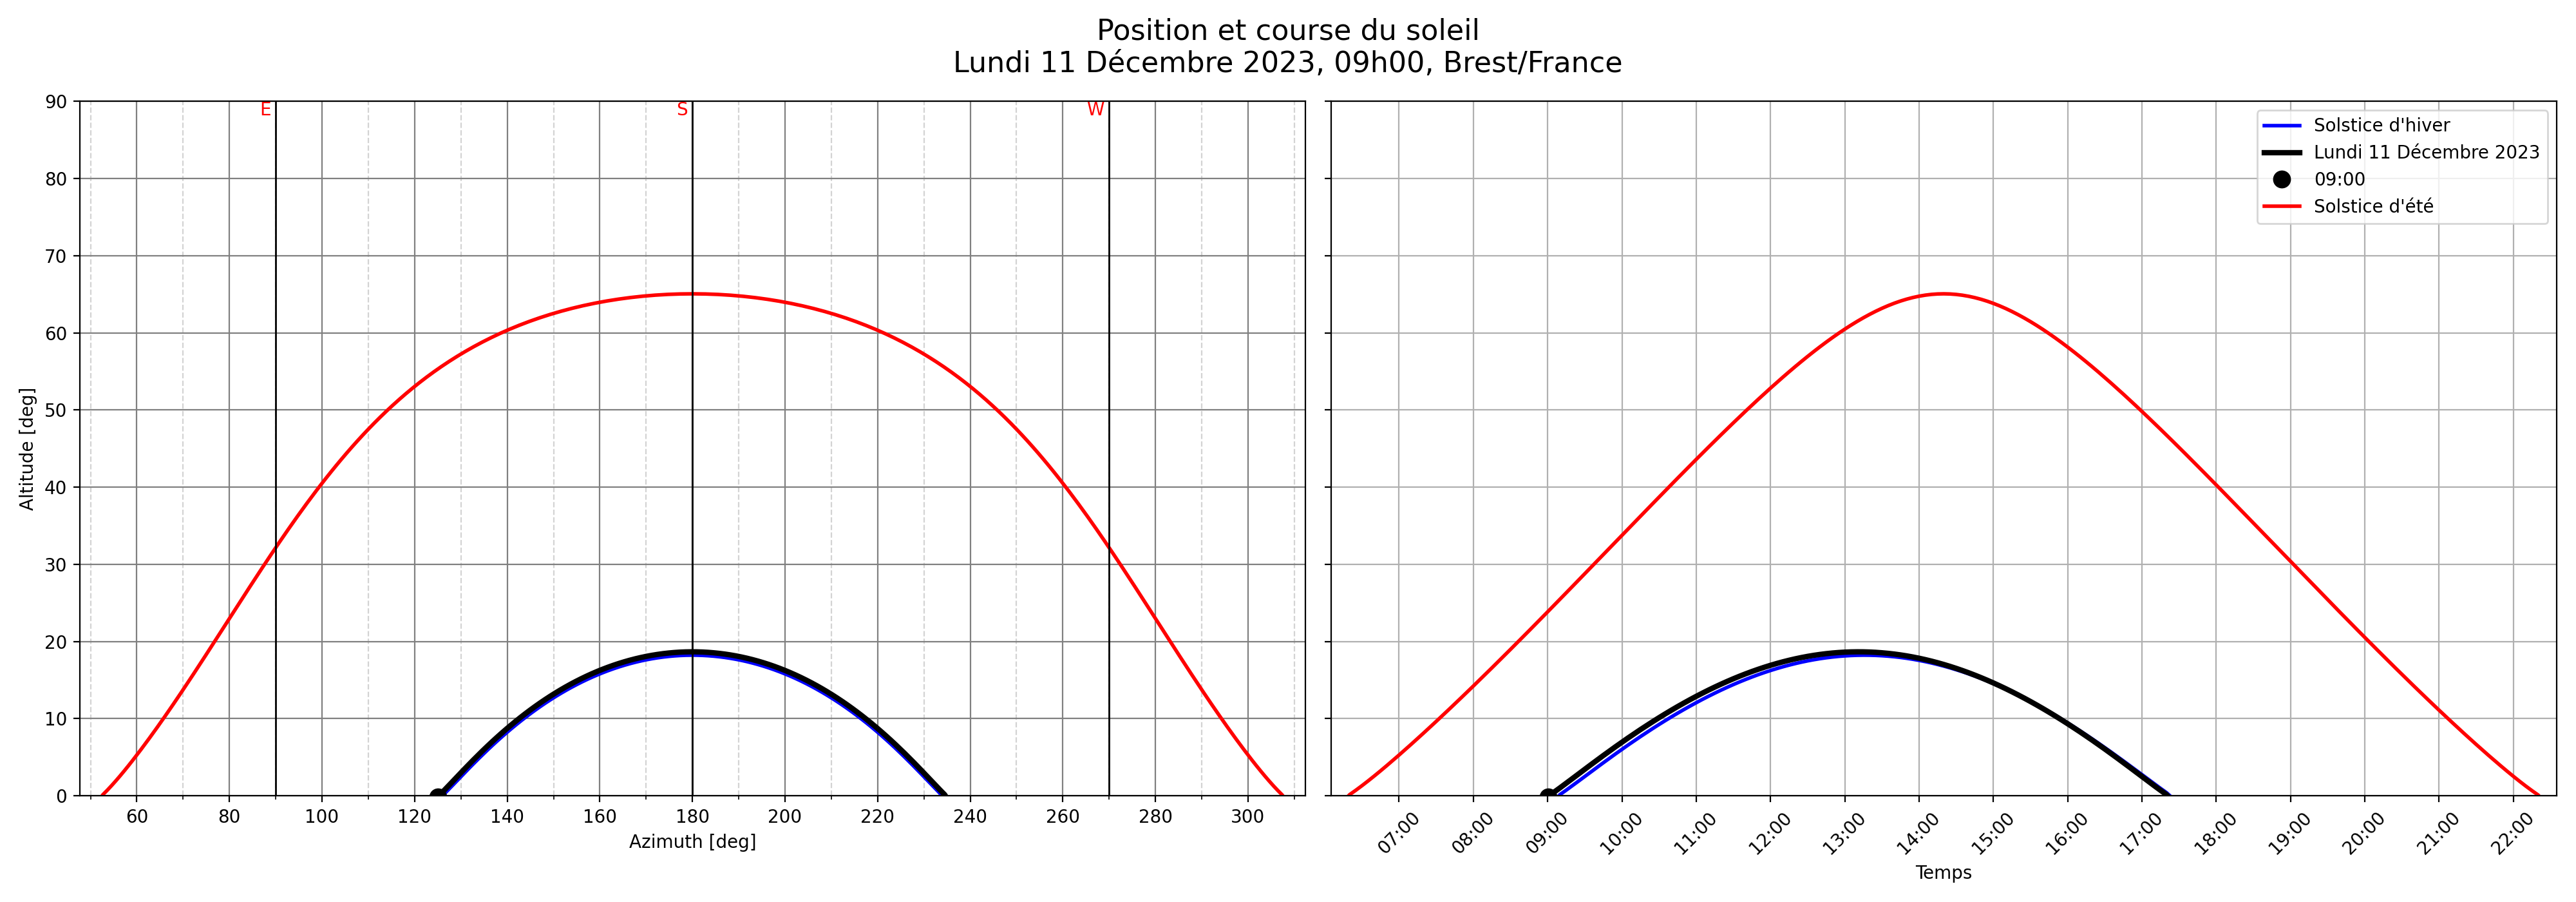 Position et course du soleil
Lundi 11 Décembre 2023, 09h00, Brest/France
E
S
W
90
80
70
60
50
40
30
20
10
0
Altitude [deg]
60 80 100 120 140 160 180 200 220 240 260 280 300
Azimuth [deg]
Solstice d'hiver
Lundi 11 Décembre 2023
09:00
Solstice d'été
07:00 08:00 09:00 10:00 11:00 12:00 13:00 14:00 15:00 16:00 17:00 18:00 19:00 20:00 21:00 22:00
Temps